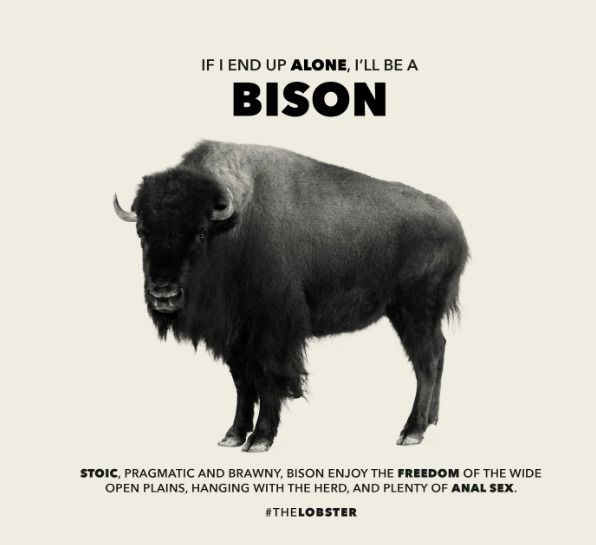 IF I END UP ALONE, I'LL BE A
BISON
STOIC, PRAGMATIC AND BRAWNY, BISON ENJOY THE FREEDOM OF THE WIDE
OPEN PLAINS, HANGING WITH THE HERD, AND PLENTY OF ANAL SEX.
#THELOBSTER